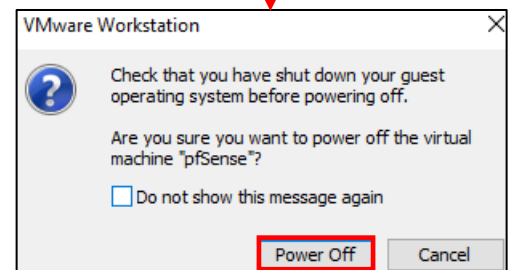 VMware Workstation
Check that you have shut down your guest
operating system before powering off.
Are you sure you want to power off the virtual
machine "pfSense"?
Do not show this message again
Power Off Cancel